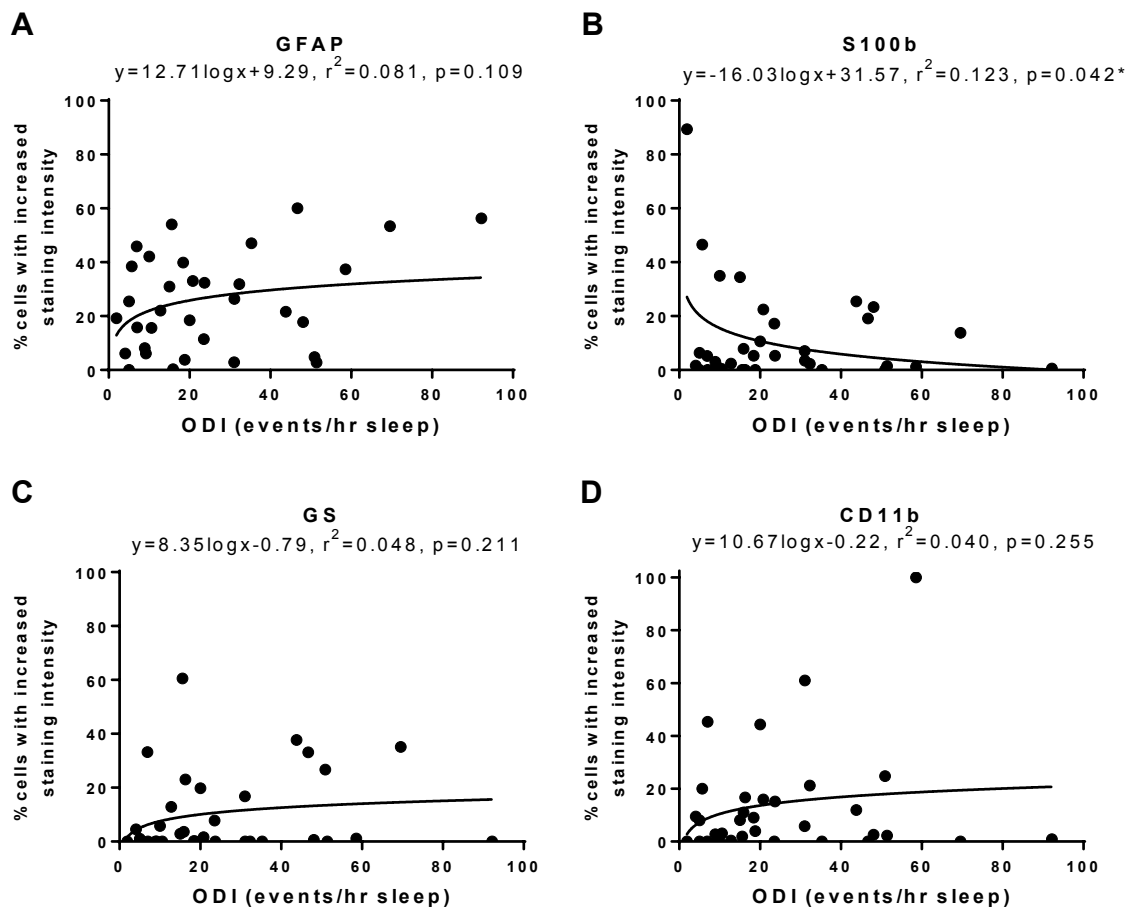 A
GFAP
y=12.71logx+9.29, r²=0.081, p=0.109
% cells with increased
staining intensity
100
80
60
40
20
0
0 20 40 60 80 100
ODI (events/hr sleep)
B
S100b
y=-16.03logx+31.57, r²=0.123, p=0.042*
% cells with increased
staining intensity
100
80
60
40
20
0
0 20 40 60 80 100
ODI (events/hr sleep)
C
GS
y=8.35logx-0.79, r²=0.048, p=0.211
% cells with increased
staining intensity
100
80
60
40
20
0
0 20 40 60 80 100
ODI (events/hr sleep)
D
CD11b
y=10.67logx-0.22, r²=0.040, p=0.255
% cells with increased
staining intensity
100
80
60
40
20
0
0 20 40 60 80 100
ODI (events/hr sleep)